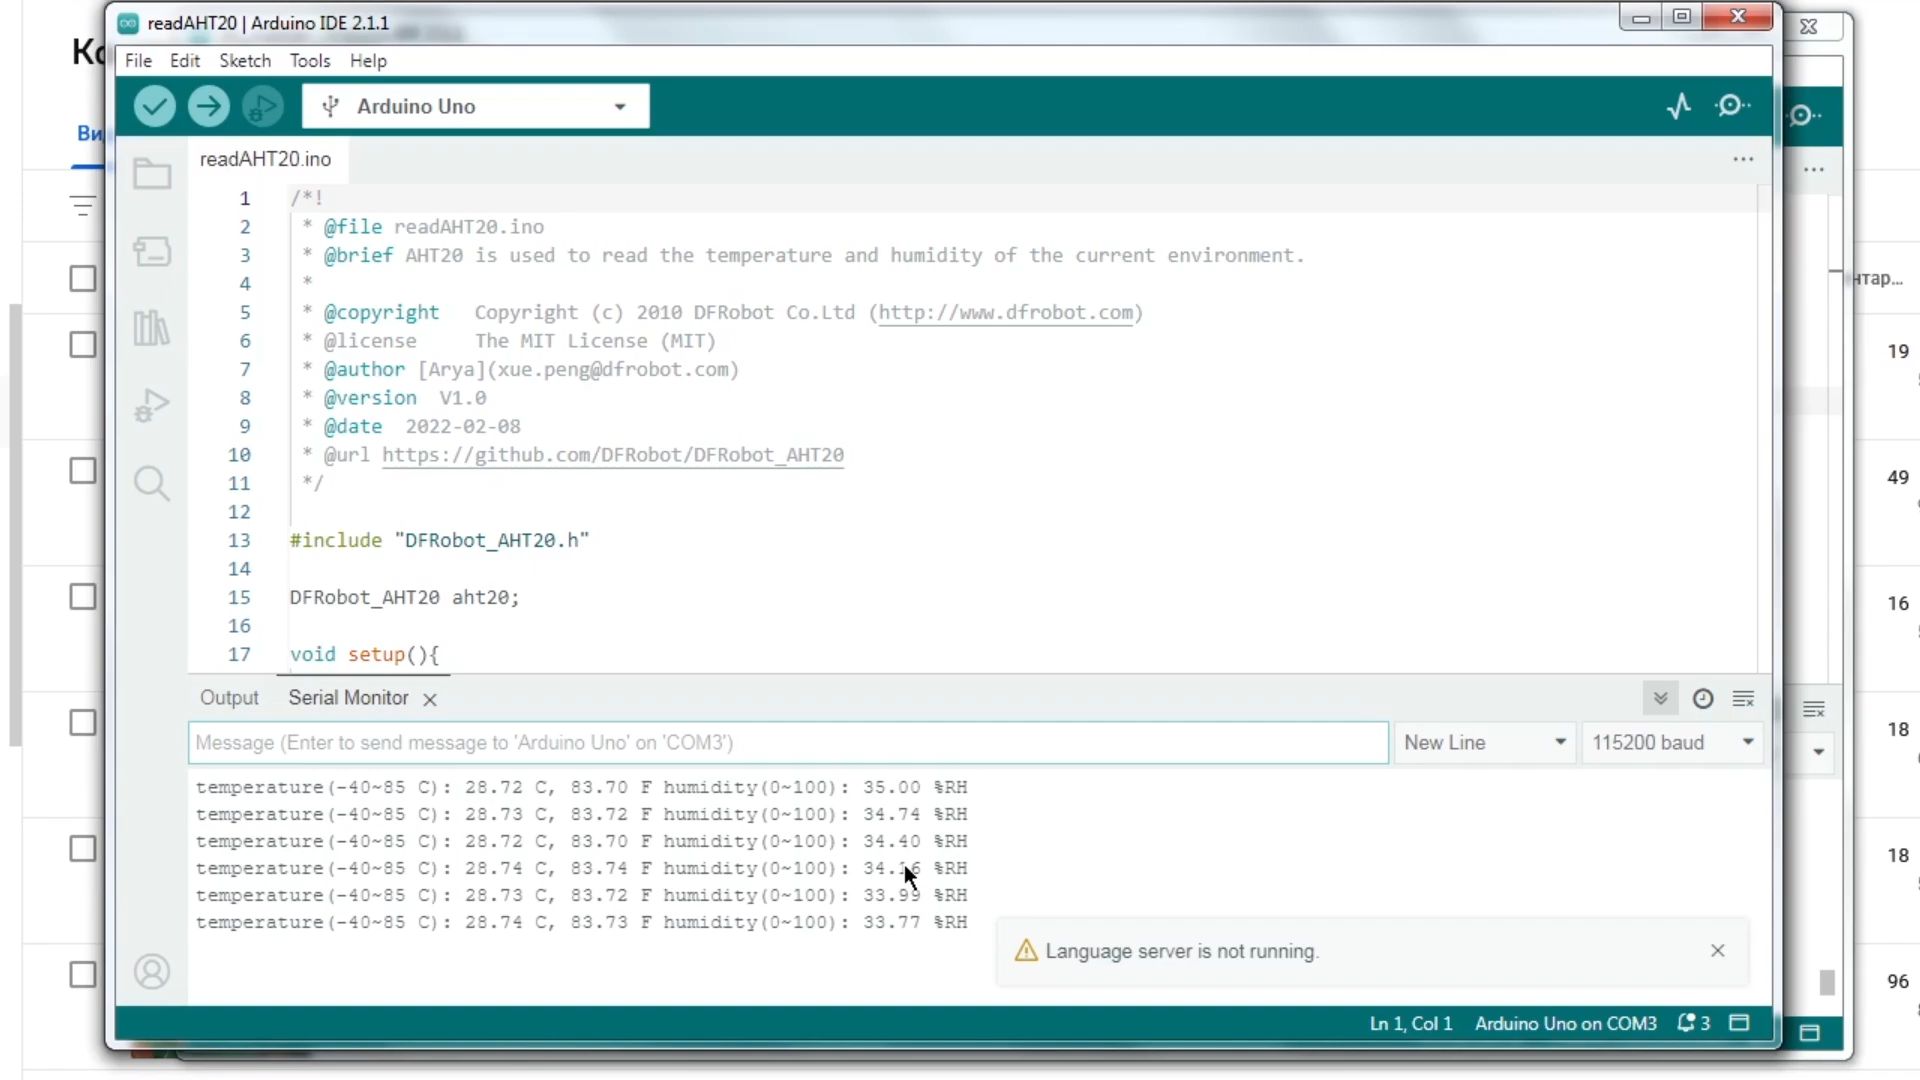 readAHT20 | Arduino IDE 2.1.1
File Edit Sketch Tools Help
Arduino Uno
readAHT20.ino
1 /*!
2 * @file readAHT20.ino
3 * @brief AHT20 is used to read the temperature and humidity of the current environment.
4 *
5 * @copyright Copyright (c) 2010 DFRobot Co.Ltd (http://www.dfrobot.com)
6 * @license The MIT License (MIT)
7 * @author [Arya](xue.peng@dfrobot.com)
8 * @version V1.0
9 * @date 2022-02-08
10 * @url https://github.com/DFRobot/DFRobot_AHT20
11 */
12
13 #include "DFRobot_AHT20.h"
14
15 DFRobot_AHT20 aht20;
16
17 void setup(){
Output Serial Monitor
Message (Enter to send message to 'Arduino Uno' on 'COM3')
New Line 115200 baud
temperature(-40~85 C): 28.72 C, 83.70 F humidity(0~100): 35.00 %RH
temperature(-40~85 C): 28.73 C, 83.72 F humidity(0~100): 34.74 %RH
temperature(-40~85 C): 28.72 C, 83.70 F humidity(0~100): 34.40 %RH
temperature(-40~85 C): 28.74 C, 83.74 F humidity(0~100): 34.16 %RH
temperature(-40~85 C): 28.73 C, 83.72 F humidity(0~100): 33.99 %RH
temperature(-40~85 C): 28.74 C, 83.73 F humidity(0~100): 33.77 %RH
Language server is not running.
Ln 1, Col 1 Arduino Uno on COM3 3
Ко
Ви
нтар...
19
49
16
18
18
96